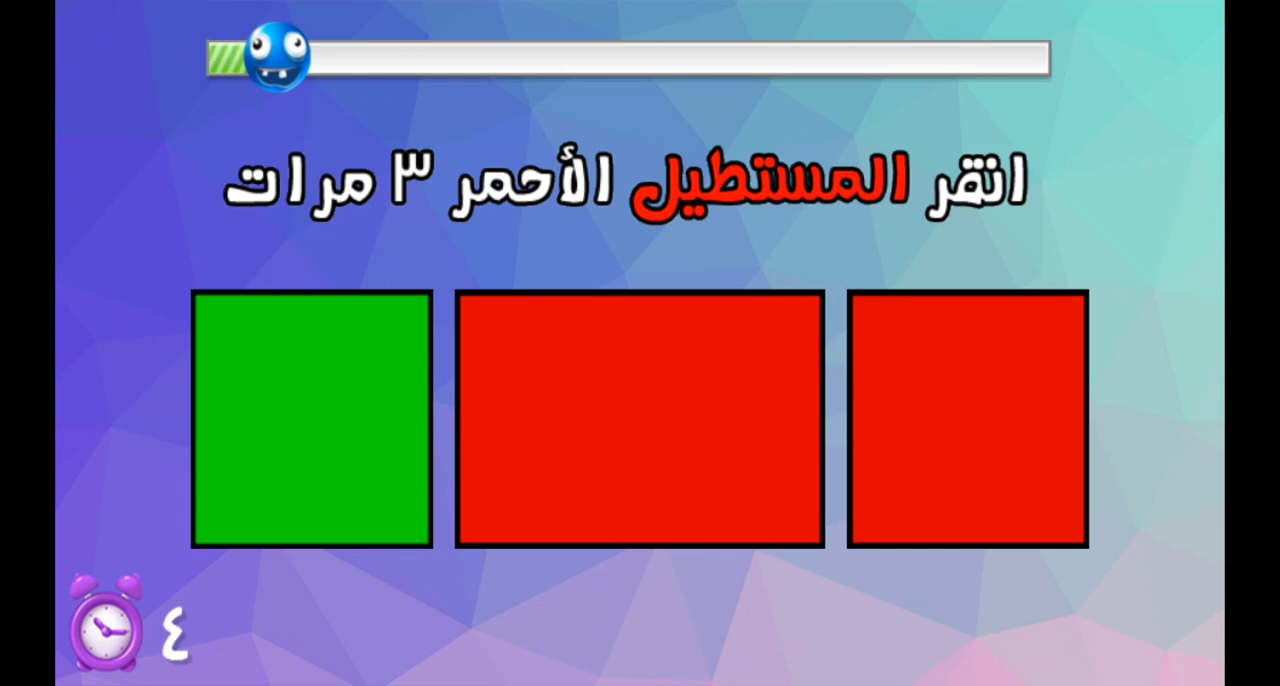 انقر المستطيل الأحمر ٣ مرات
٤